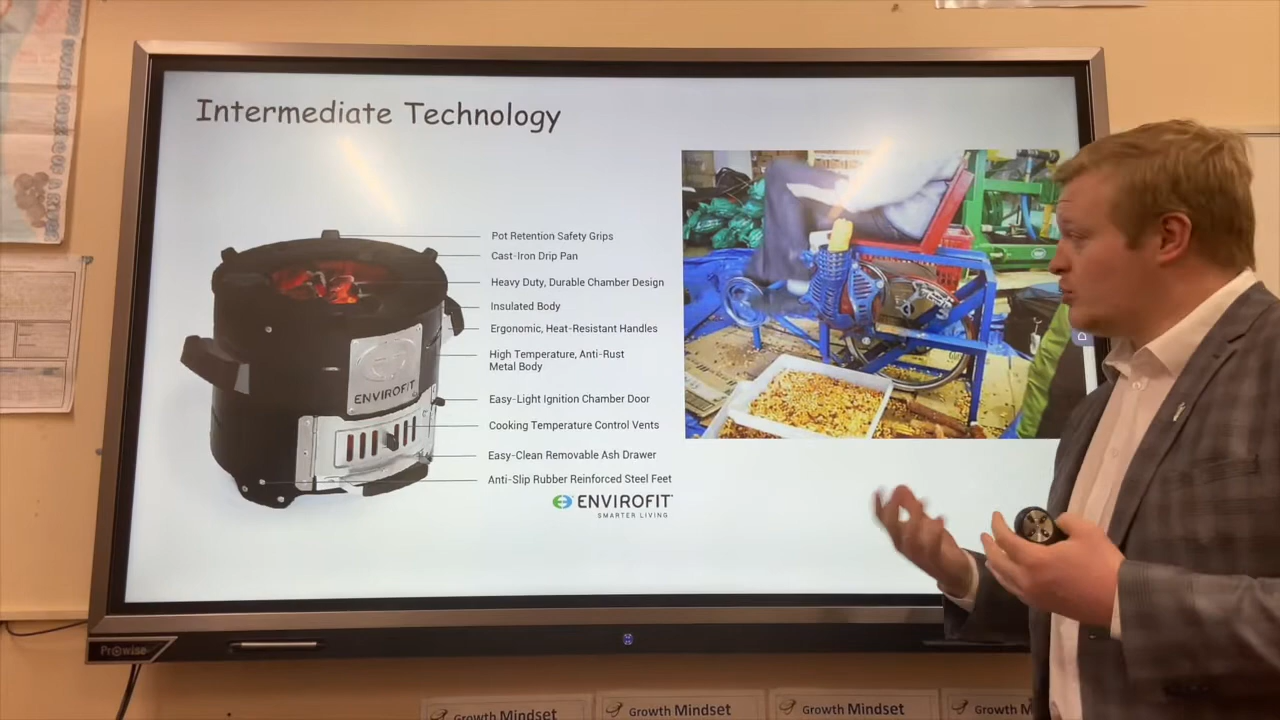 Intermediate Technology
Pot Retention Safety Grips
Cast-Iron Drip Pan
Heavy Duty, Durable Chamber Design
Insulated Body
Ergonomic, Heat-Resistant Handles
High Temperature, Anti-Rust
Metal Body
Easy-Light Ignition Chamber Door
Cooking Temperature Control Vents
Easy-Clean Removable Ash Drawer
Anti-Slip Rubber Reinforced Steel Feet
ENVIROFIT
SMARTER LIVING
ENVIROFIT
Prowise
Growth Mindset
Growth Mindset
Growth Mindset
Growth M